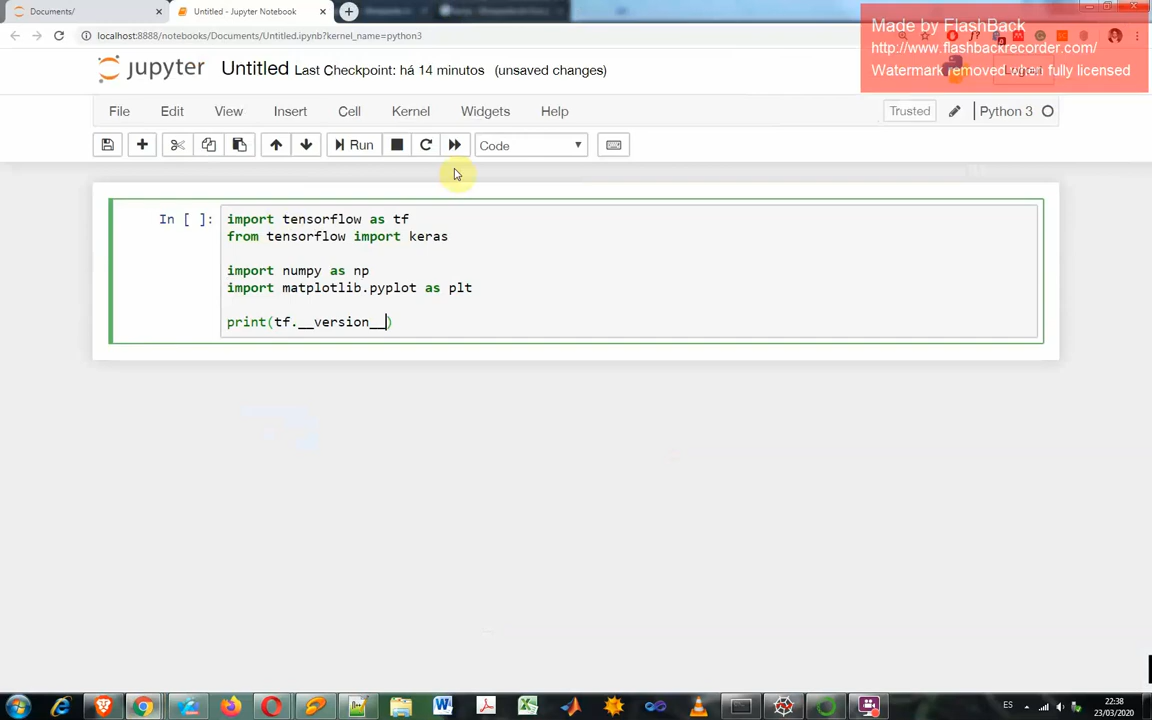 Documents/
Untitled - Jupyter Notebook
localhost:8888/notebooks/Documents/Untitled.ipynb?kernel_name=python3
Made by FlashBack
http://www.flashbackrecorder.com/
Watermark removed when fully licensed
jupyter Untitled Last Checkpoint: há 14 minutos (unsaved changes)
File Edit View Insert Cell Kernel Widgets Help
Trusted Python 3
Run Code
In [ ]: import tensorflow as tf
from tensorflow import keras
import numpy as np
import matplotlib.pyplot as plt
print(tf.__version__)
ES
22:38
23/03/2020